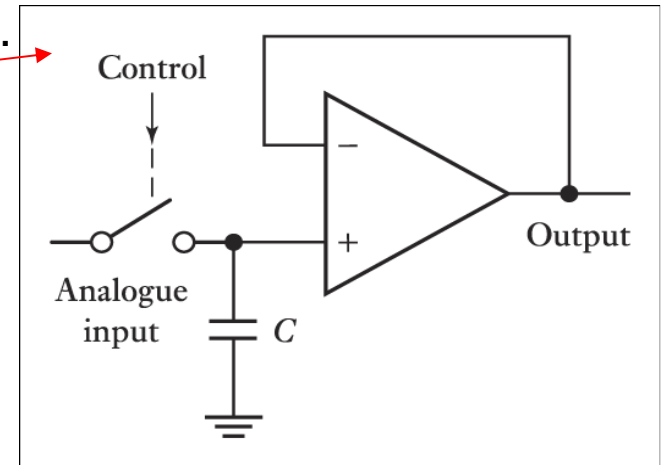 .
Control
−
+
Output
Analogue
input
C